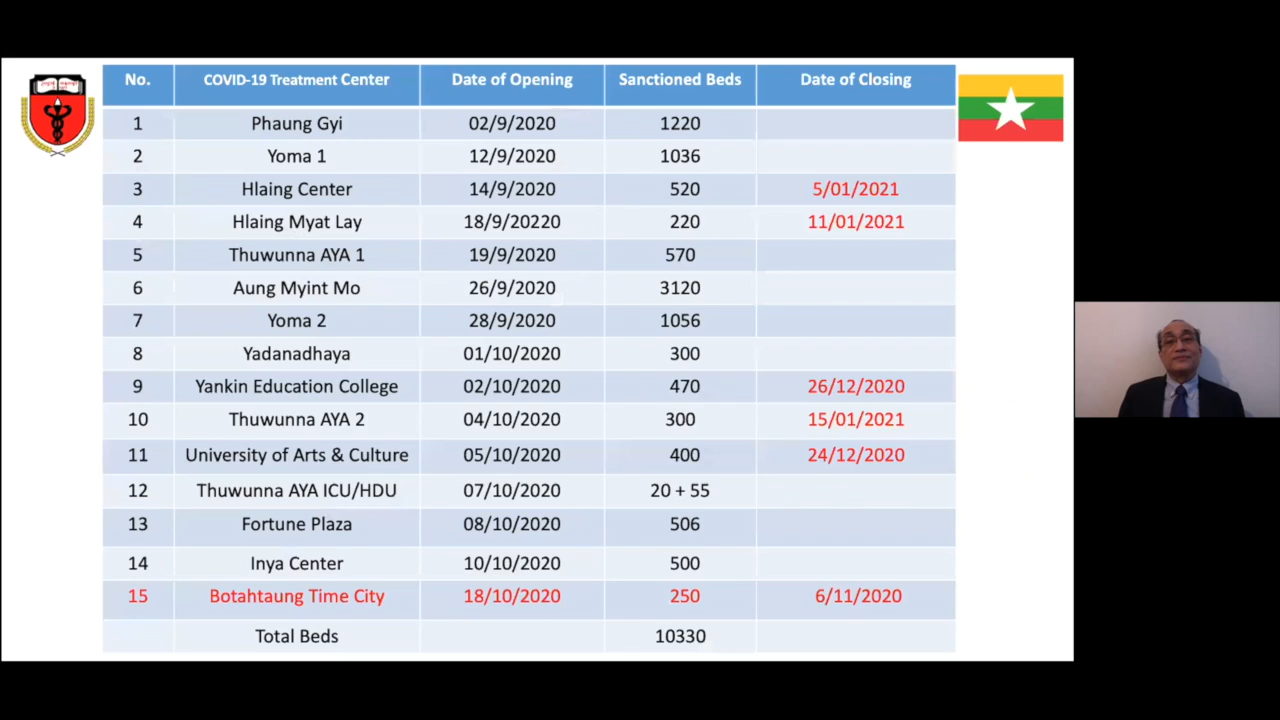 No. COVID-19 Treatment Center Date of Opening Sanctioned Beds Date of Closing
1 Phaung Gyi 02/9/2020 1220
2 Yoma 1 12/9/2020 1036
3 Hlaing Center 14/9/2020 520 5/01/2021
4 Hlaing Myat Lay 18/9/20220 220 11/01/2021
5 Thuwunna AYA 1 19/9/2020 570
6 Aung Myint Mo 26/9/2020 3120
7 Yoma 2 28/9/2020 1056
8 Yadanadhaya 01/10/2020 300
9 Yankin Education College 02/10/2020 470 26/12/2020
10 Thuwunna AYA 2 04/10/2020 300 15/01/2021
11 University of Arts & Culture 05/10/2020 400 24/12/2020
12 Thuwunna AYA ICU/HDU 07/10/2020 20 + 55
13 Fortune Plaza 08/10/2020 506
14 Inya Center 10/10/2020 500
15 Botahtaung Time City 18/10/2020 250 6/11/2020
Total Beds 10330